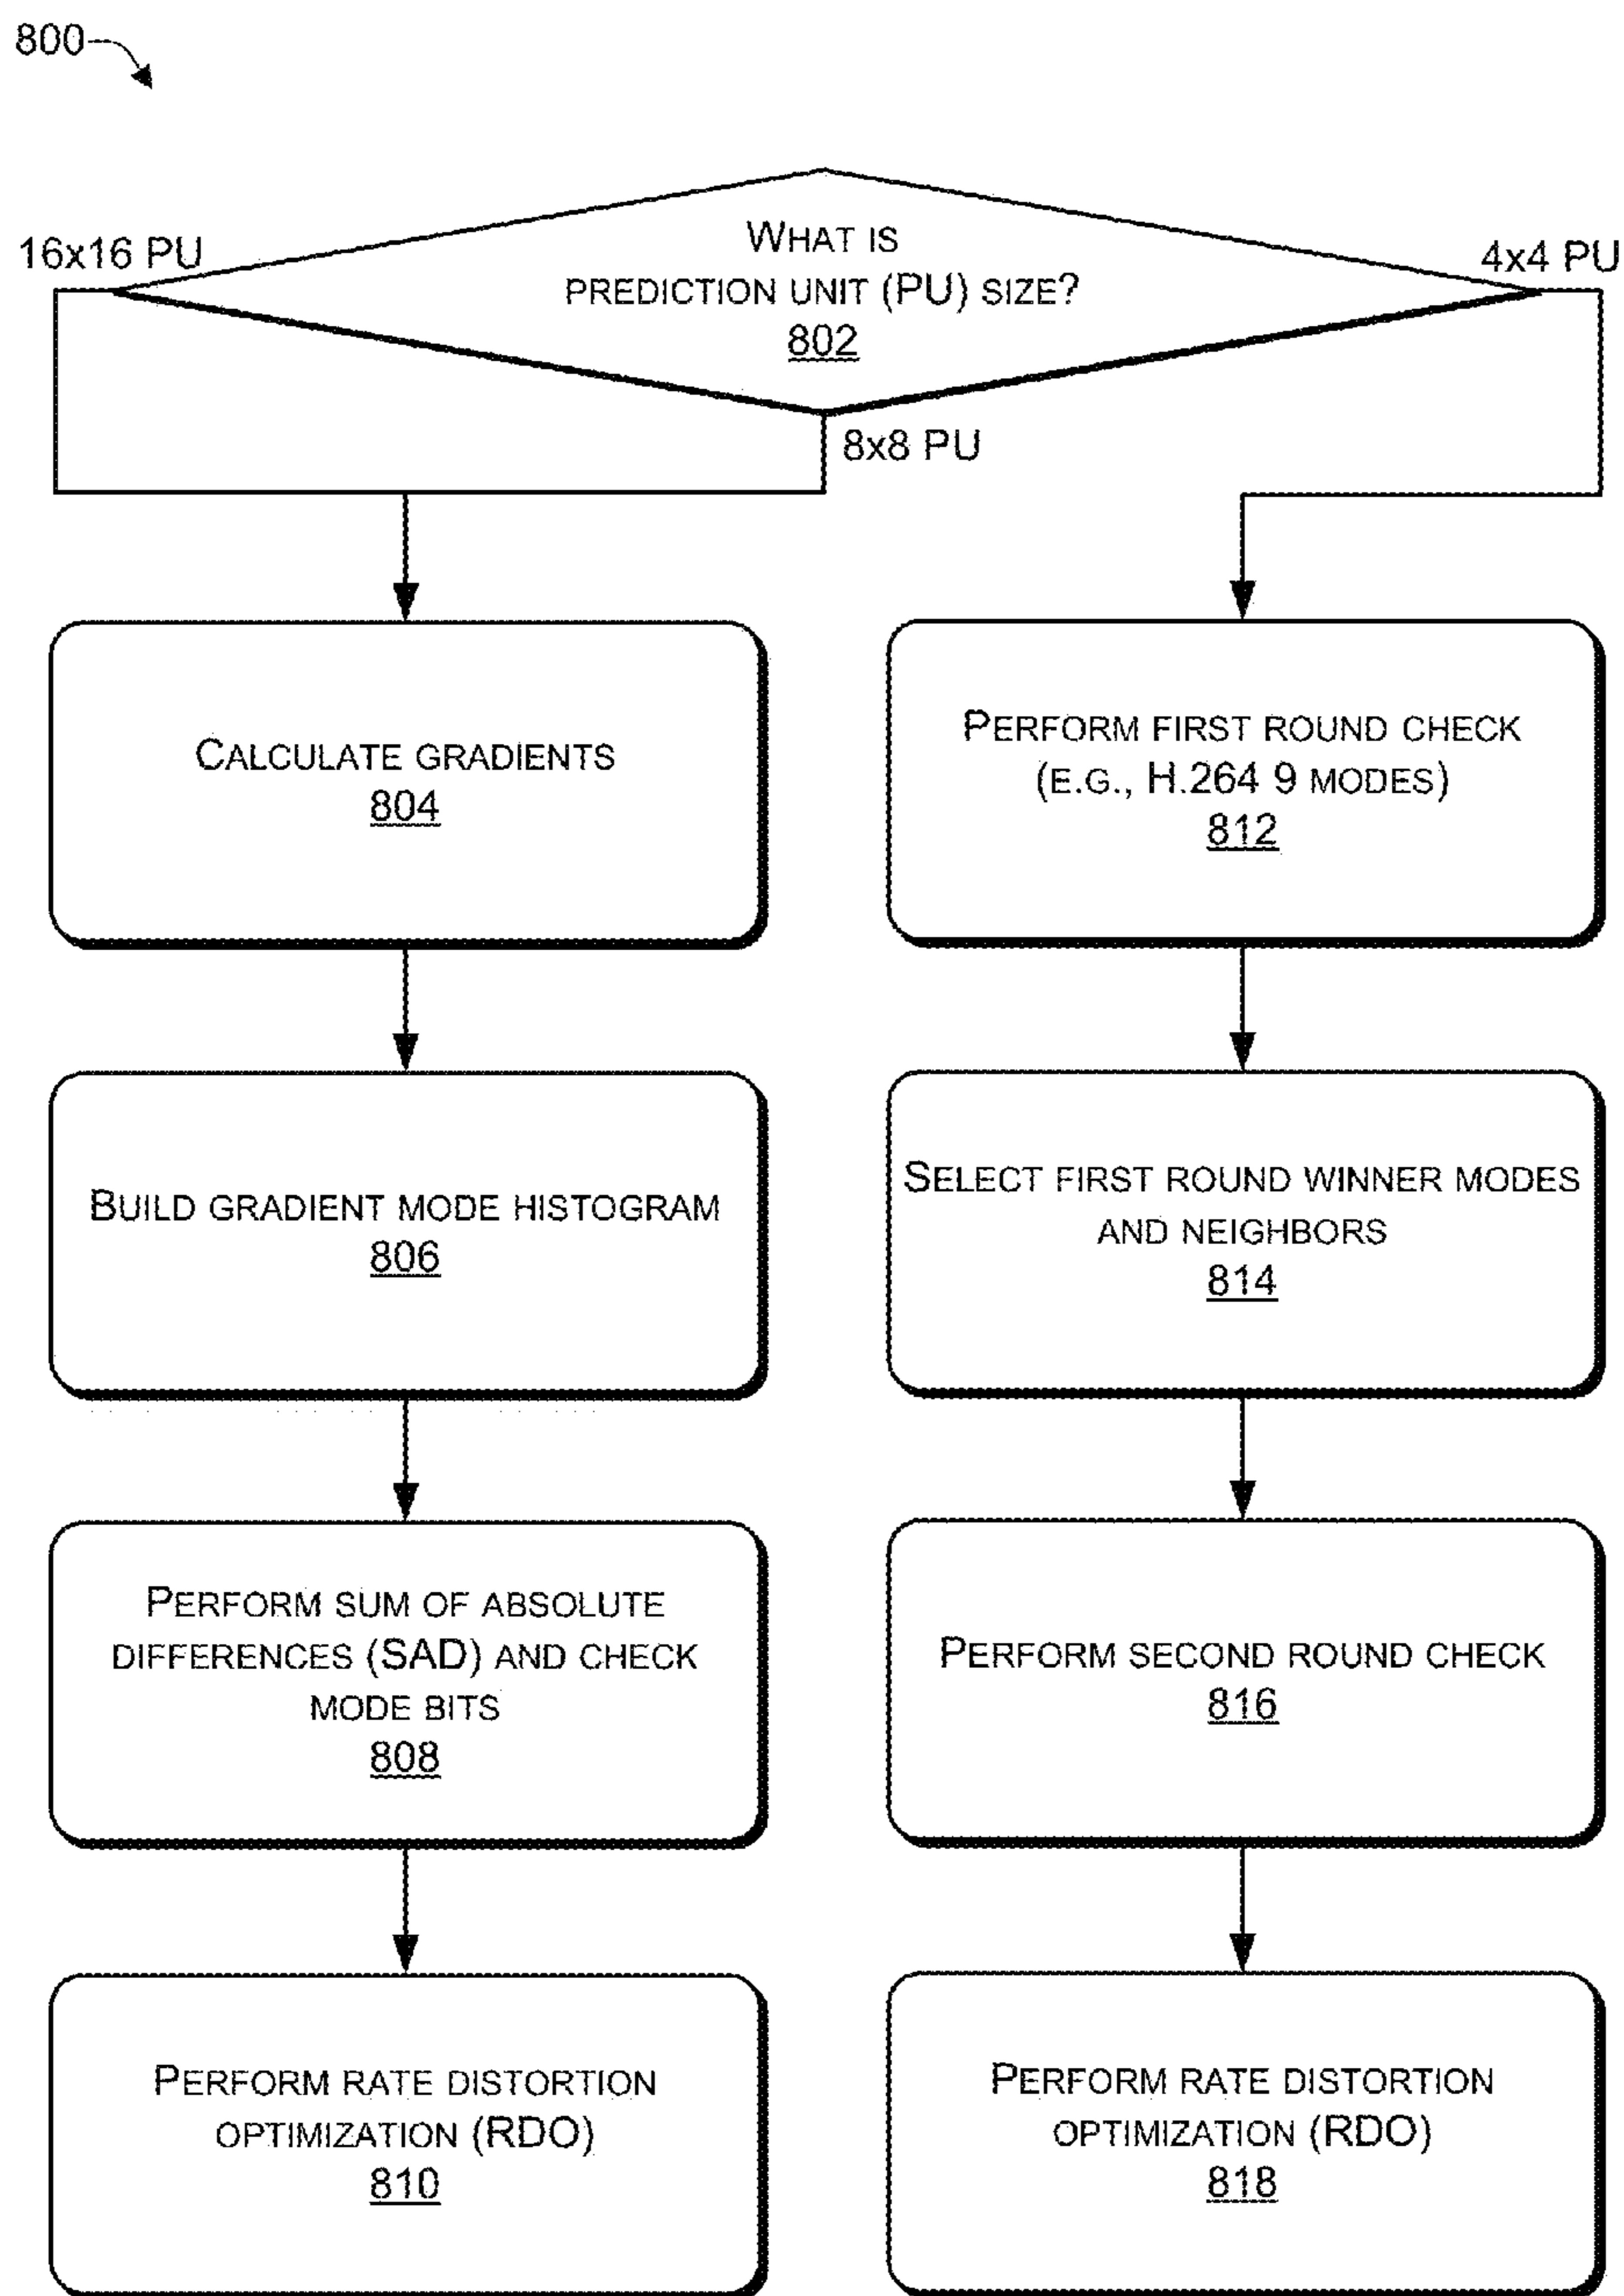 800
WHAT IS
PREDICTION UNIT (PU) SIZE?
802
16x16 PU
4x4 PU
8x8 PU
CALCULATE GRADIENTS
804
BUILD GRADIENT MODE HISTOGRAM
806
PERFORM SUM OF ABSOLUTE
DIFFERENCES (SAD) AND CHECK
MODE BITS
808
PERFORM RATE DISTORTION
OPTIMIZATION (RDO)
810
PERFORM FIRST ROUND CHECK
(E.G., H.264 9 MODES)
812
SELECT FIRST ROUND WINNER MODES
AND NEIGHBORS
814
PERFORM SECOND ROUND CHECK
816
PERFORM RATE DISTORTION
OPTIMIZATION (RDO)
818